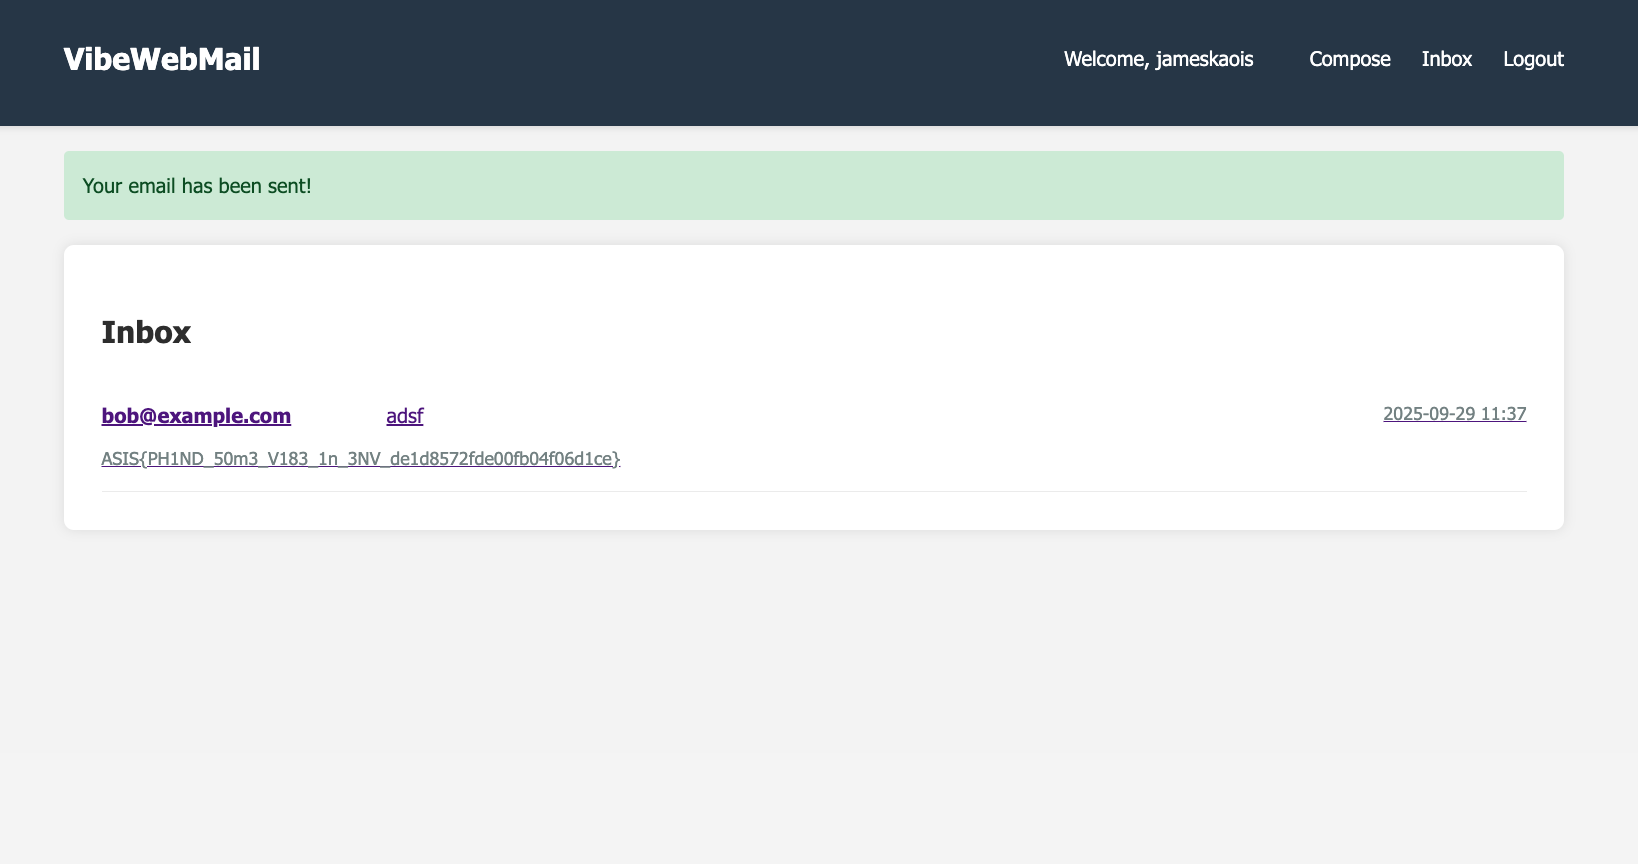 VibeWebMail
Welcome, jameskaois Compose Inbox Logout
Your email has been sent!
Inbox
bob@example.com adsf 2025-09-29 11:37
ASIS{PH1ND_50m3_V183_1n_3NV_de1d8572fde00fb04f06d1ce}